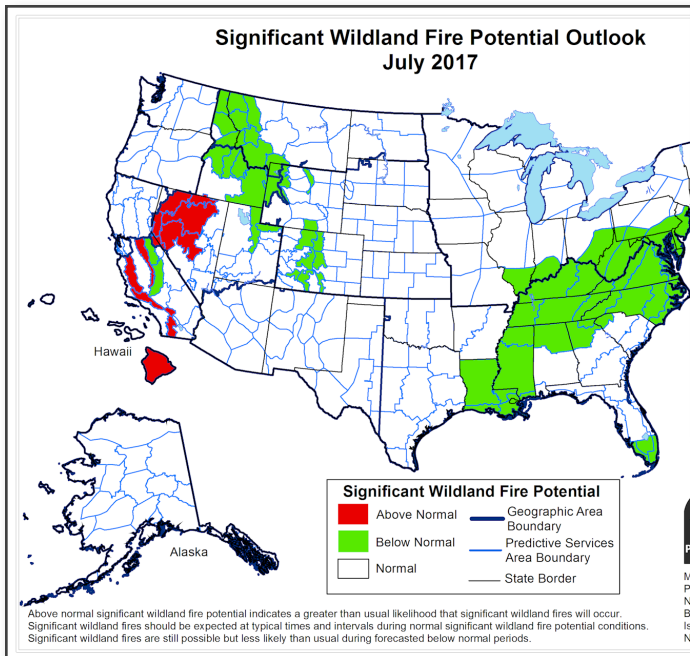 Significant Wildland Fire Potential Outlook
July 2017
Hawaii
Alaska
Significant Wildland Fire Potential
Above Normal
Below Normal
Normal
Geographic Area
Boundary
Predictive Services
Area Boundary
State Border
Above normal significant wildland fire potential indicates a greater than usual likelihood that significant wildland fires will occur.
Significant wildland fires should be expected at typical times and intervals during normal significant wildland fire potential conditions.
Significant wildland fires are still possible but less likely than usual during forecasted below normal periods.